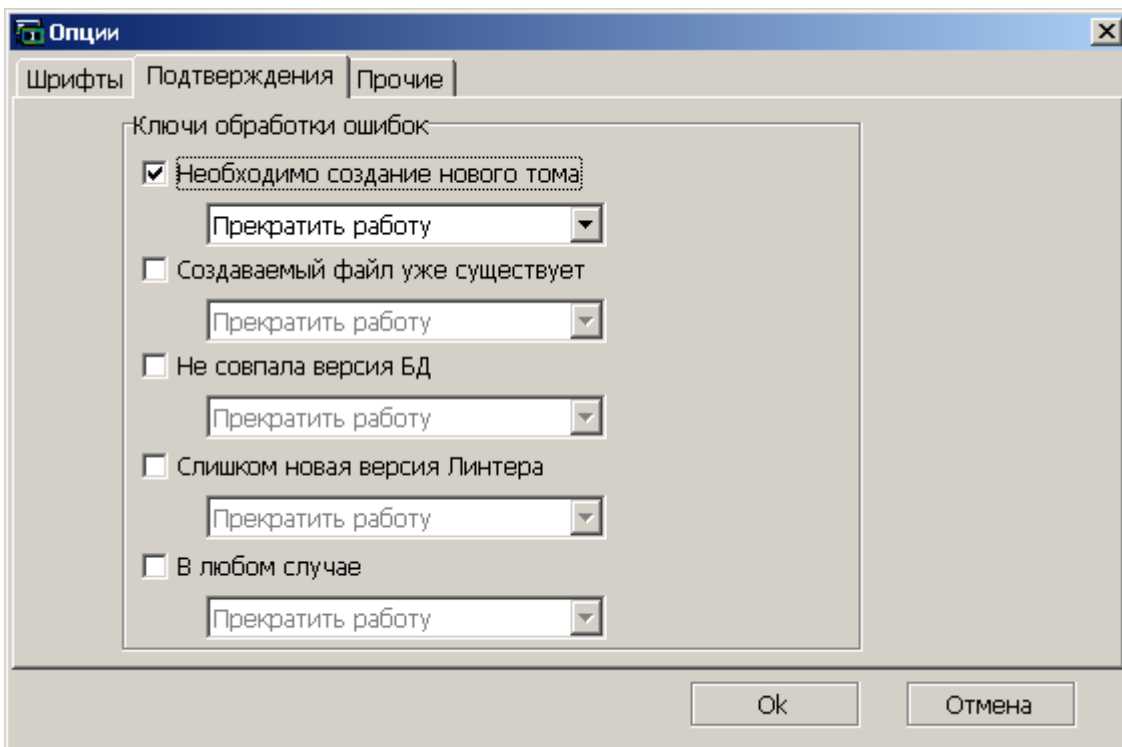 Опции
Шрифты Подтверждения Прочие
Ключи обработки ошибок
Необходимо создание нового тома
Прекратить работу
Создаваемый файл уже существует
Прекратить работу
Не совпала версия БД
Прекратить работу
Слишком новая версия Линтера
Прекратить работу
В любом случае
Прекратить работу
Ok Отмена